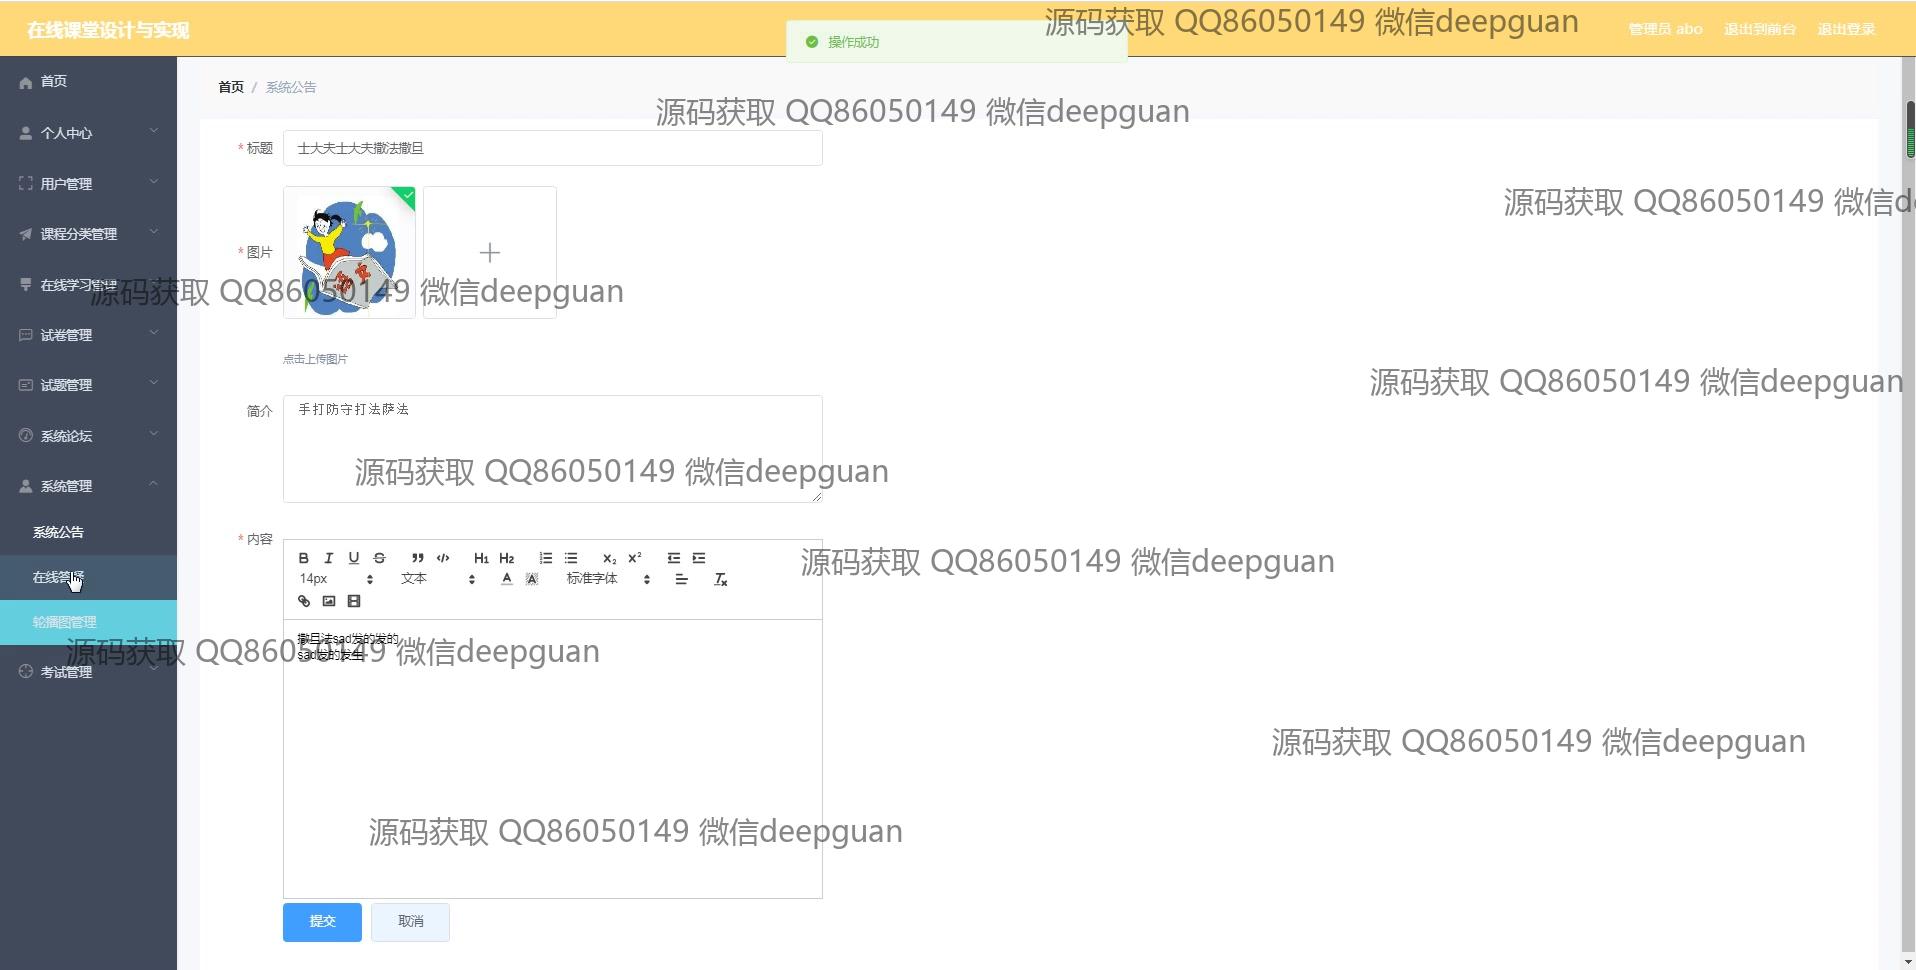 在线课堂设计与实现
操作成功
源码获取 QQ86050149 微信deepguan
管理员 abo
退出到前台
退出登录
首页
首页 / 系统公告
源码获取 QQ86050149 微信deepguan
个人中心
* 标题
士大夫士大夫撒法撒旦
用户管理
源码获取 QQ86050149 微信d
课程分类管理
* 图片
在线学习管理
源码获取 QQ86050149 微信deepguan
试卷管理
点击上传图片
试题管理
源码获取 QQ86050149 微信deepguan
简介
手打防守打法萨法
系统论坛
源码获取 QQ86050149 微信deepguan
系统管理
系统公告
* 内容
B I U S H1 H2 X2 X2
源码获取 QQ86050149 微信deepguan
14px 文本 A A 标准字体 Tx
在线答
轮播图管理
撒旦法sad发的发的
源码获取 QQ86050149 微信deepguan
sad发的发生
考试管理
源码获取 QQ86050149 微信deepguan
源码获取 QQ86050149 微信deepguan
提交
取消